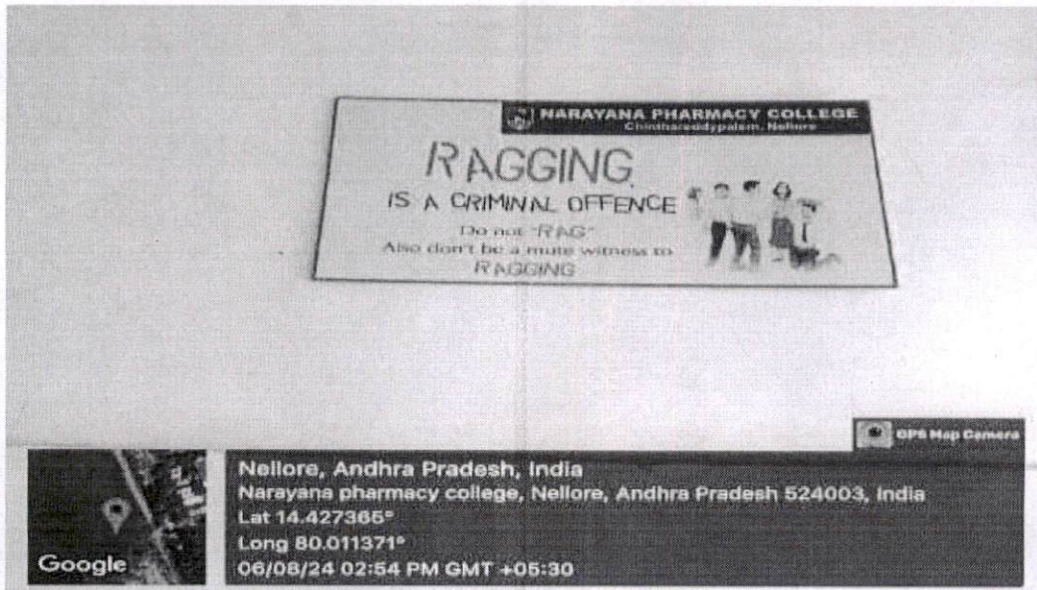 NARAYANA PHARMACY COLLEGE
Chinthareddypalem, Nellore
RAGGING
IS A CRIMINAL OFFENCE
Do not "RAG"
Also don't be a mute witness to
RAGGING
GPS Map Camera
Nellore, Andhra Pradesh, India
Narayana pharmacy college, Nellore, Andhra Pradesh 524003, India
Lat 14.427365°
Long 80.011371°
06/08/24 02:54 PM GMT +05:30
Google